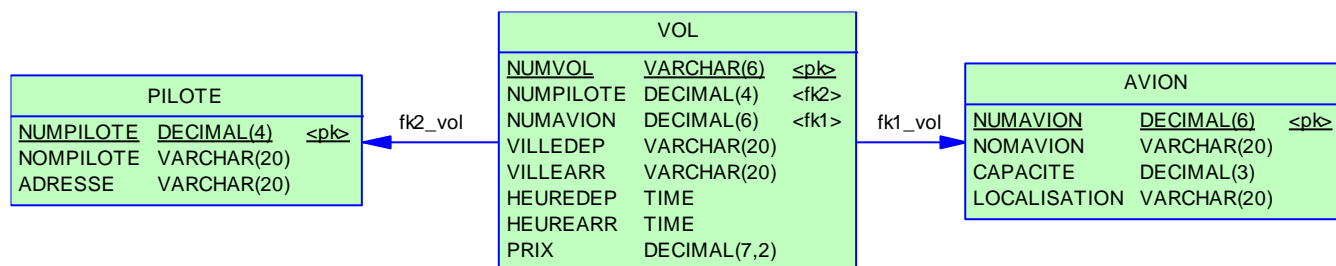 PILOTE
NUMPILOTE DECIMAL(4) <pk>
NOMPILOTE VARCHAR(20)
ADRESSE VARCHAR(20)
fk2_vol
VOL
NUMVOL VARCHAR(6) <pk>
NUMPILOTE DECIMAL(4) <fk2>
NUMAVION DECIMAL(6) <fk1>
VILLEDEP VARCHAR(20)
VILLEARR VARCHAR(20)
HEUREDEP TIME
HEUREARR TIME
PRIX DECIMAL(7,2)
fk1_vol
AVION
NUMAVION DECIMAL(6) <pk>
NOMAVION VARCHAR(20)
CAPACITE DECIMAL(3)
LOCALISATION VARCHAR(20)